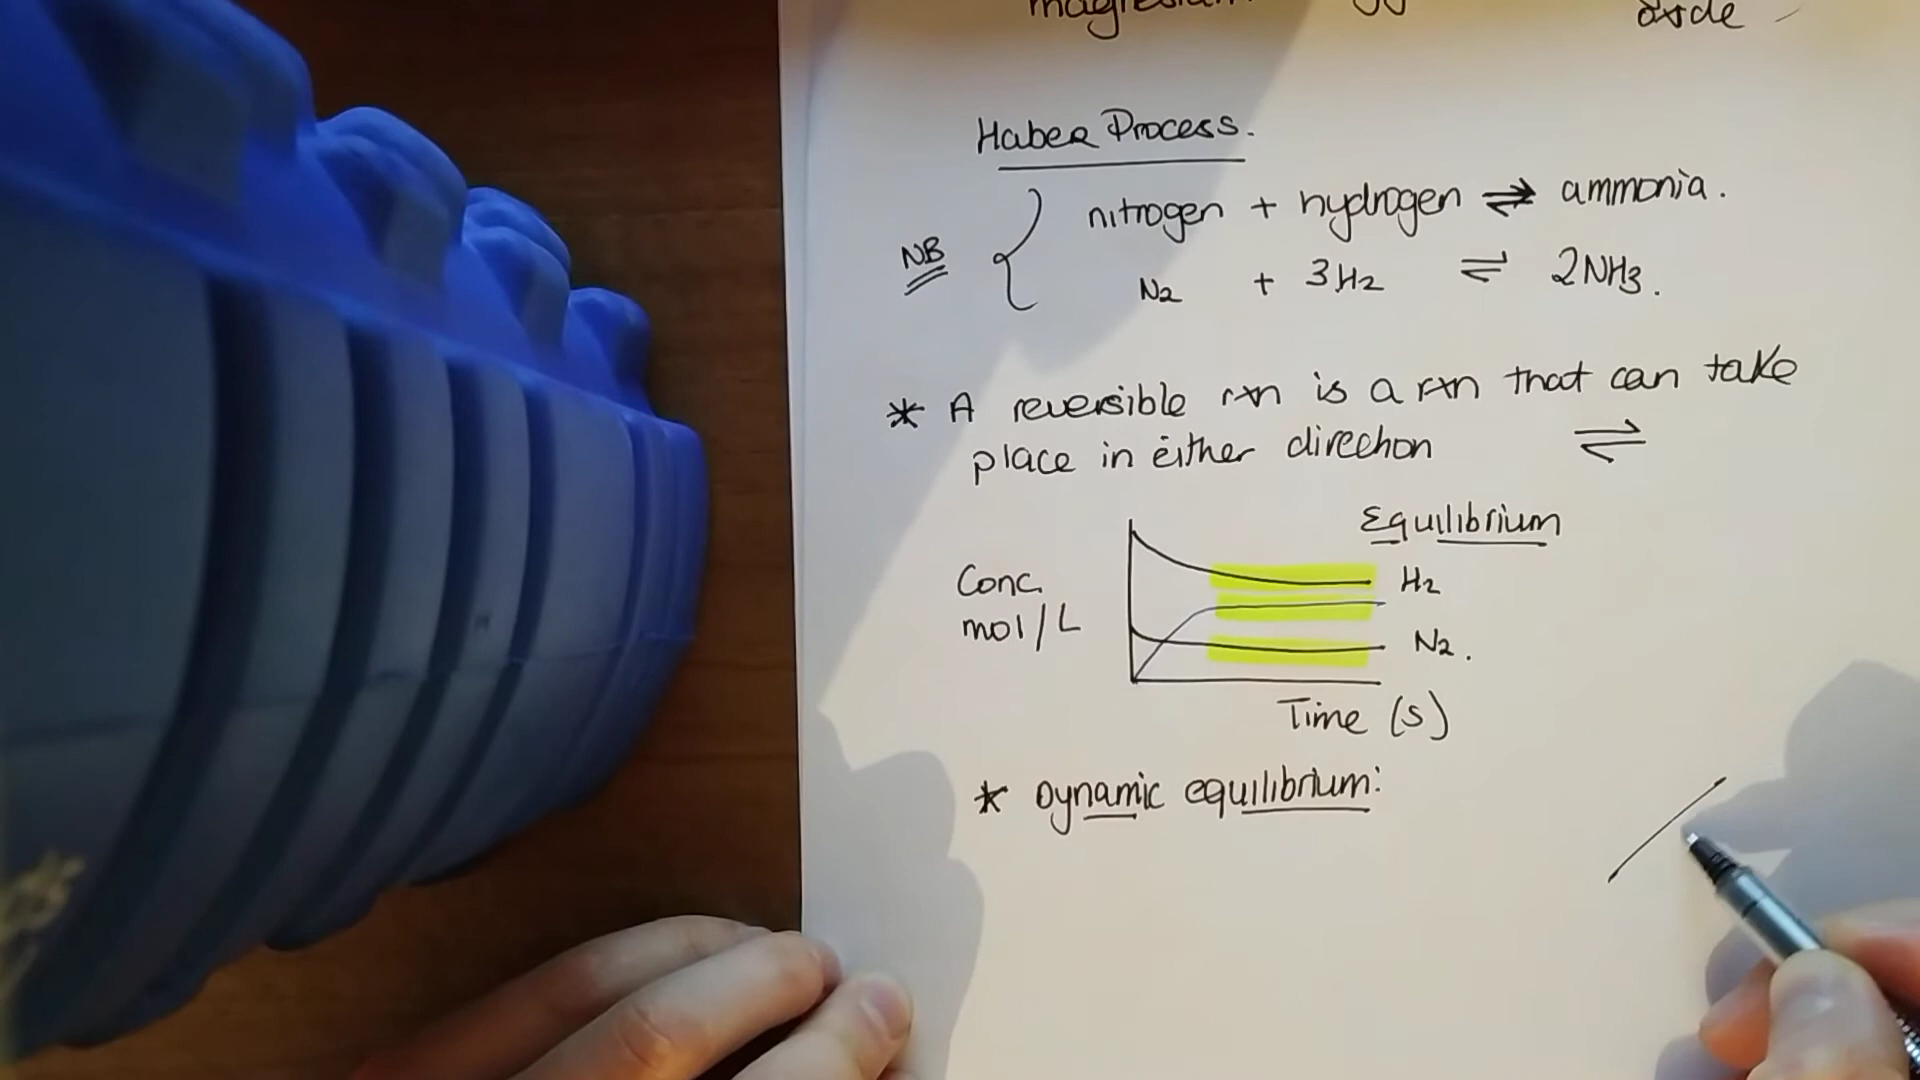 oxide
Haber Process.
nitrogen + hydrogen ⇌ ammonia.
NB
N2 + 3H2 ⇌ 2NH3.
* A reversible rxn is a rxn that can take
place in either direction ⇌
Equilibrium
Conc.
mol/L
H2
N2.
Time (s)
* Dynamic equilibrium: